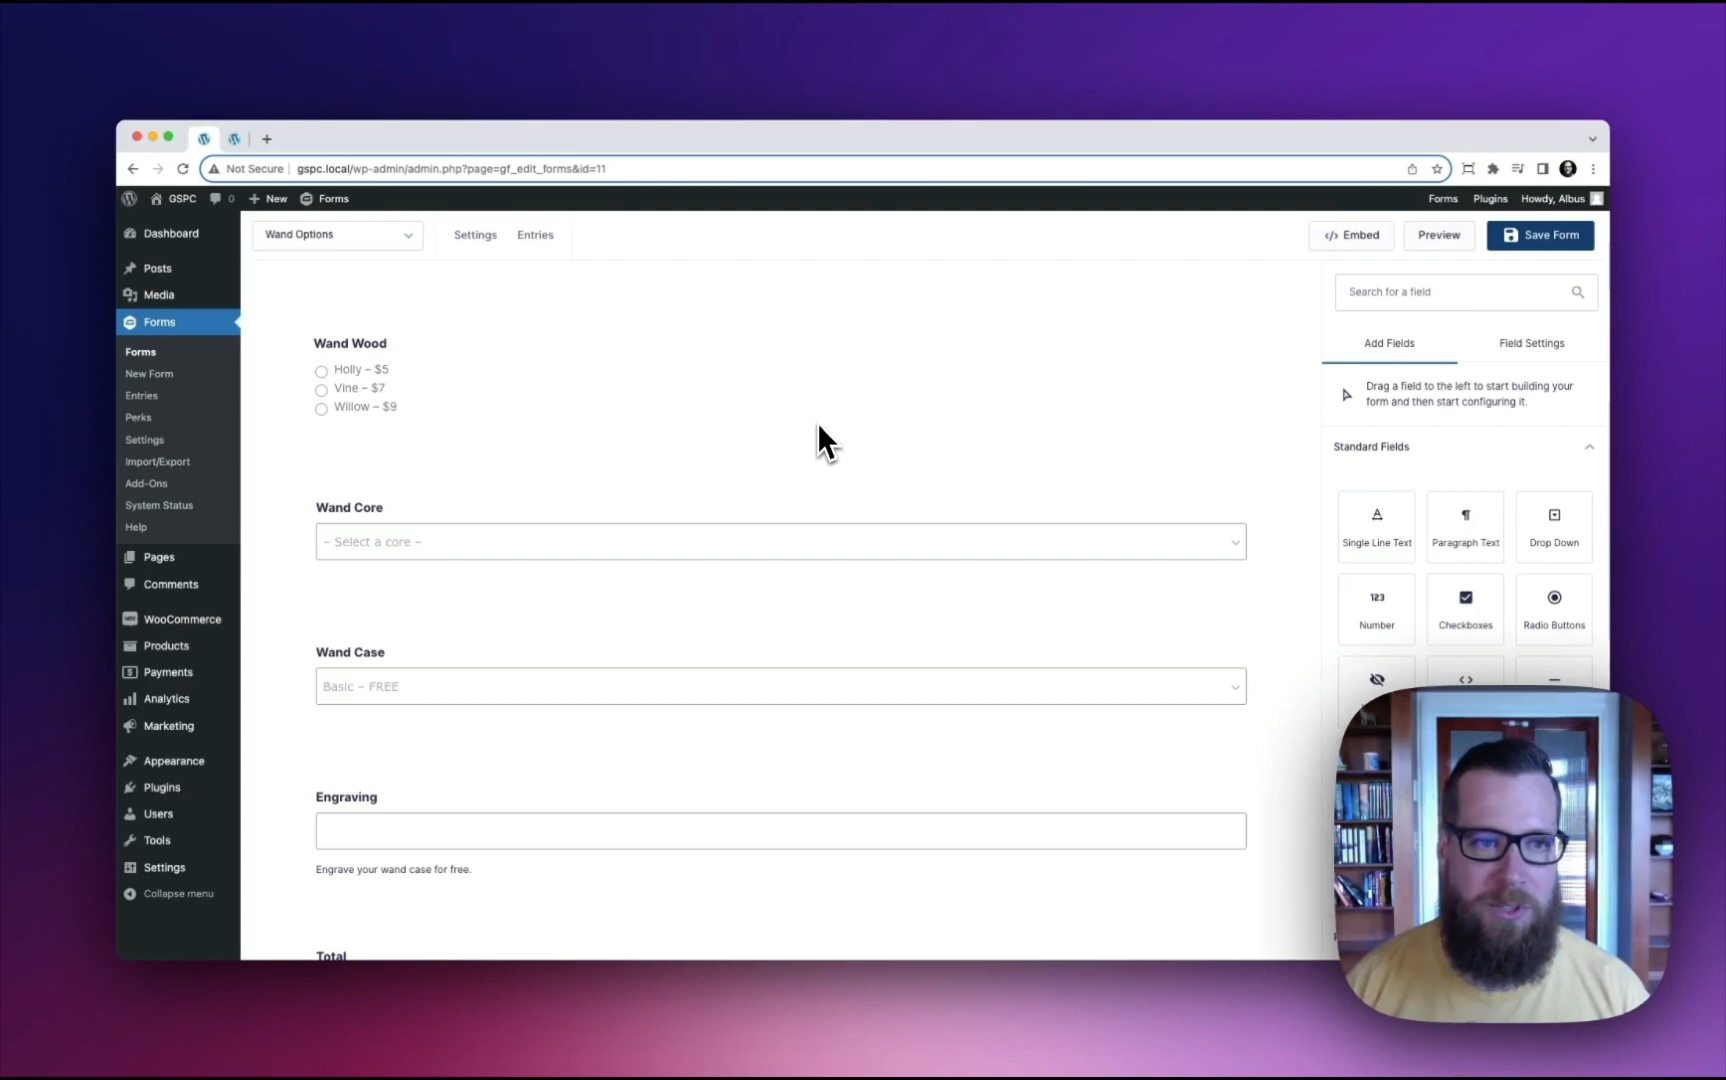 Not Secure
gspc.local/wp-admin/admin.php?page=gf_edit_forms&id=11
GSPC
0
New
Forms
Forms
Plugins
Howdy, Albus
Dashboard
Posts
Media
Forms
Forms
New Form
Entries
Perks
Settings
Import/Export
Add-Ons
System Status
Help
Pages
Comments
WooCommerce
Products
Payments
Analytics
Marketing
Appearance
Plugins
Users
Tools
Settings
Collapse menu
Wand Options
Settings
Entries
</> Embed
Preview
Save Form
Wand Wood
Holly – $5
Vine – $7
Willow – $9
Wand Core
– Select a core –
Wand Case
Basic – FREE
Engraving
Engrave your wand case for free.
Total
Search for a field
Add Fields
Field Settings
Drag a field to the left to start building your
form and then start configuring it.
Standard Fields
Single Line Text
Paragraph Text
Drop Down
123
Number
Checkboxes
Radio Buttons